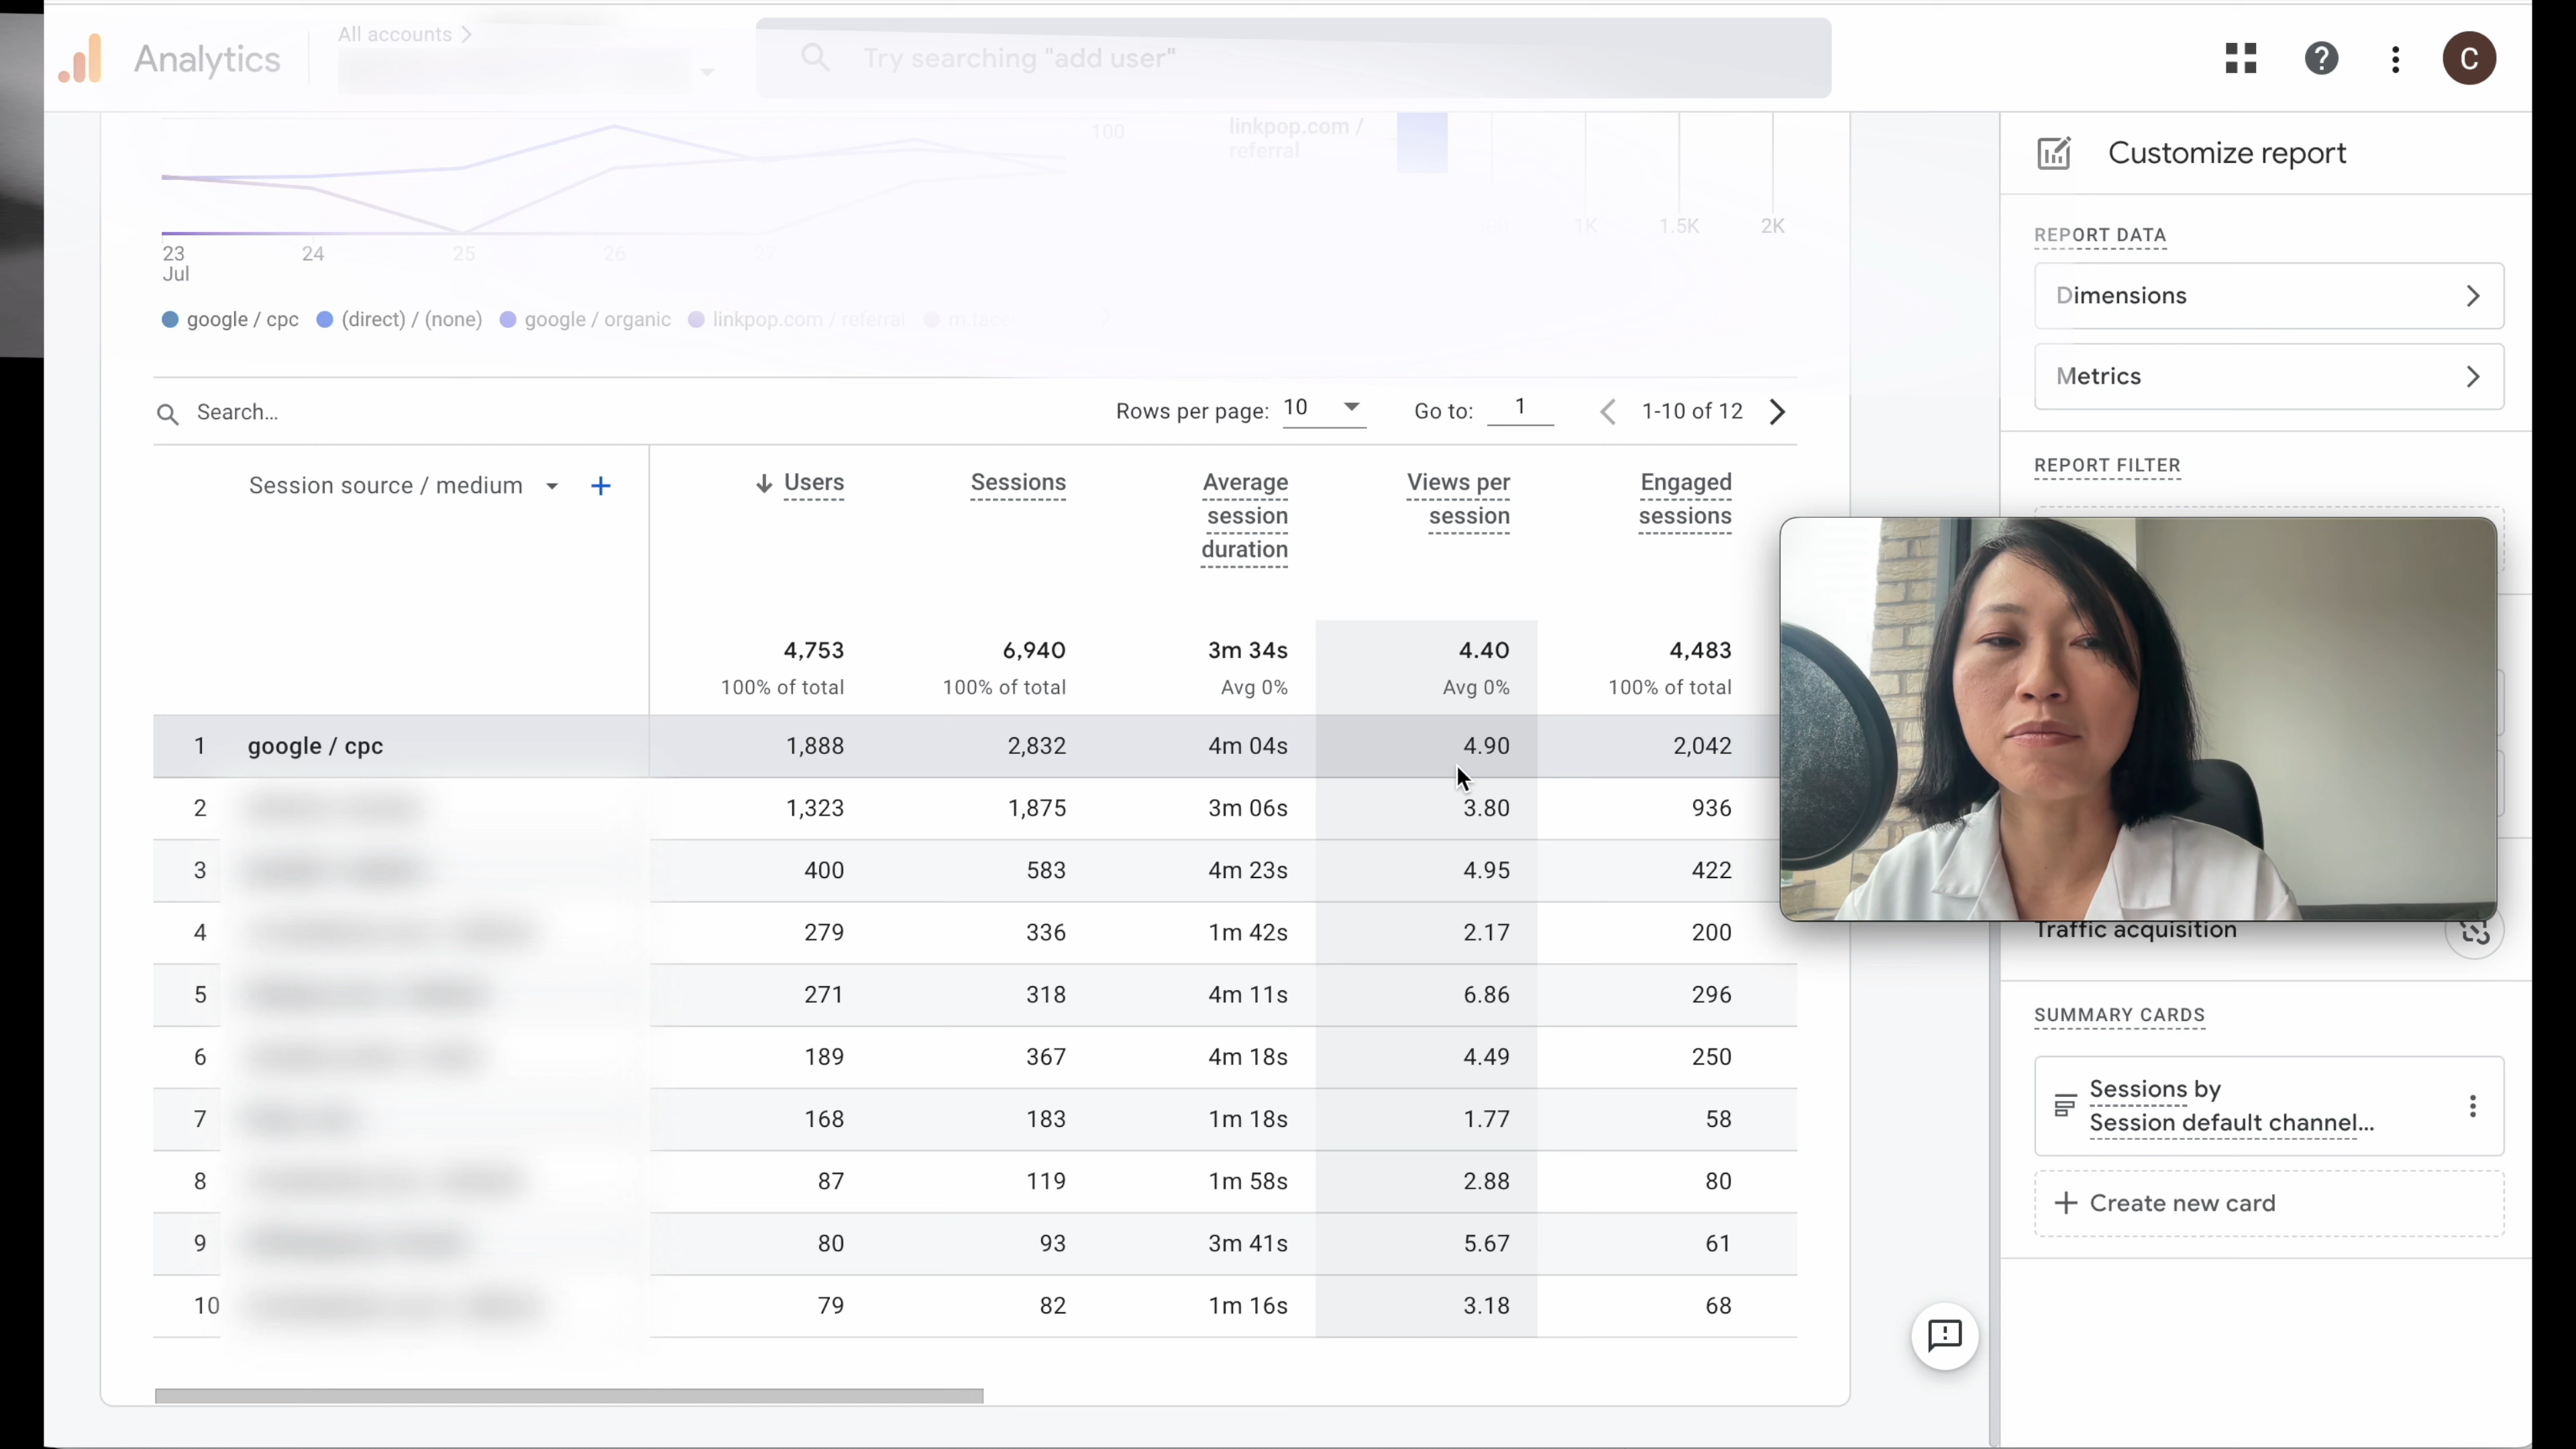 All accounts >
Analytics
Try searching "add user"
C
100
linkpop.com /
referral
1K
1.5K
2K
23
24
25
26
27
Jul
google / cpc
(direct) / (none)
google / organic
linkpop.com / referral
Search...
Rows per page: 10
Go to: 1
1-10 of 12
Session source / medium
Users
Sessions
Average
session
duration
Views per
session
Engaged
sessions
4,753
6,940
3m 34s
4.40
4,483
100% of total
100% of total
Avg 0%
Avg 0%
100% of total
1 google / cpc 1,888 2,832 4m 04s 4.90 2,042
2 1,323 1,875 3m 06s 3.80 936
3 400 583 4m 23s 4.95 422
4 279 336 1m 42s 2.17 200
5 271 318 4m 11s 6.86 296
6 189 367 4m 18s 4.49 250
7 168 183 1m 18s 1.77 58
8 87 119 1m 58s 2.88 80
9 80 93 3m 41s 5.67 61
10 79 82 1m 16s 3.18 68
Customize report
REPORT DATA
Dimensions
Metrics
REPORT FILTER
Traffic acquisition
SUMMARY CARDS
Sessions by
Session default channel...
+ Create new card